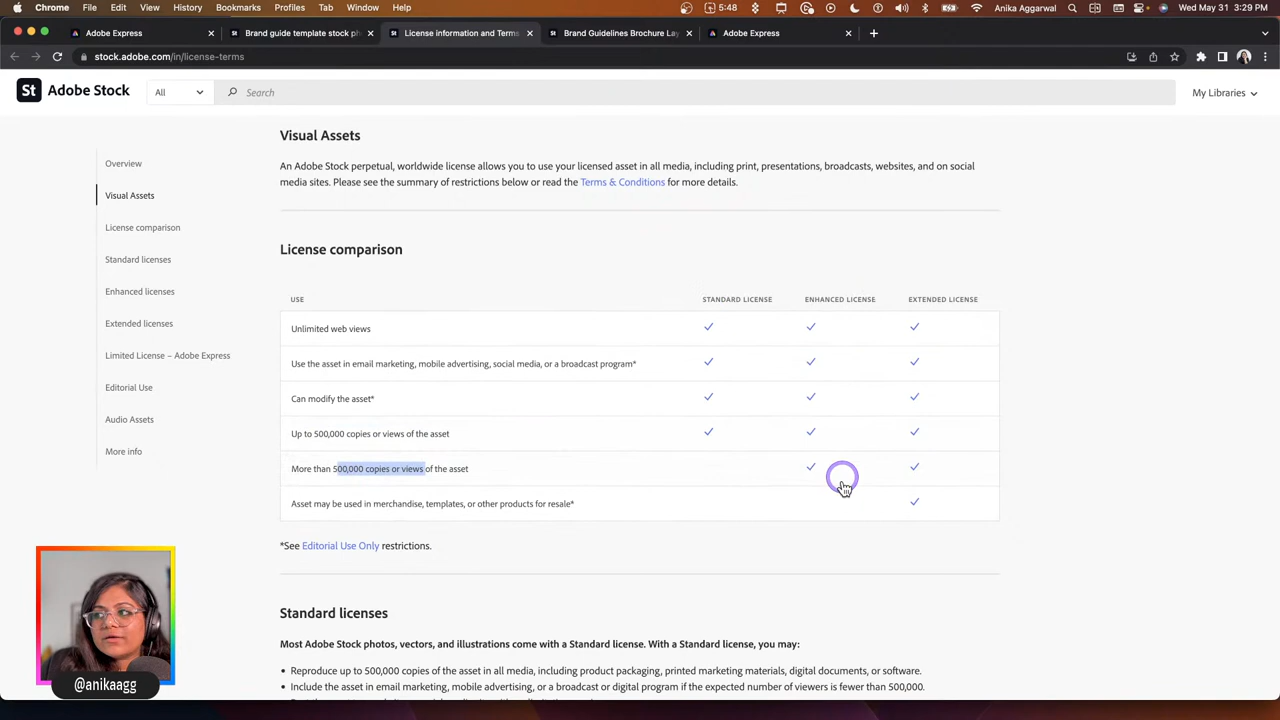 Chrome File Edit View History Bookmarks Profiles Tab Window Help 5:48 Anika Aggarwal Wed May 31 3:29 PM
Adobe Express
Brand guide template stock ph
License information and Terms
Brand Guidelines Brochure Lay
Adobe Express
stock.adobe.com/in/license-terms
St Adobe Stock
All
Search
My Libraries
Overview
Visual Assets
License comparison
Standard licenses
Enhanced licenses
Extended licenses
Limited License – Adobe Express
Editorial Use
Audio Assets
More info
Visual Assets
An Adobe Stock perpetual, worldwide license allows you to use your licensed asset in all media, including print, presentations, broadcasts, websites, and on social
media sites. Please see the summary of restrictions below or read the Terms & Conditions for more details.
License comparison
USE STANDARD LICENSE ENHANCED LICENSE EXTENDED LICENSE
Unlimited web views
Use the asset in email marketing, mobile advertising, social media, or a broadcast program*
Can modify the asset*
Up to 500,000 copies or views of the asset
More than 500,000 copies or views of the asset
Asset may be used in merchandise, templates, or other products for resale*
*See Editorial Use Only restrictions.
Standard licenses
Most Adobe Stock photos, vectors, and illustrations come with a Standard license. With a Standard license, you may:
• Reproduce up to 500,000 copies of the asset in all media, including product packaging, printed marketing materials, digital documents, or software.
• Include the asset in email marketing, mobile advertising, or a broadcast or digital program if the expected number of viewers is fewer than 500,000.
@anikaagg